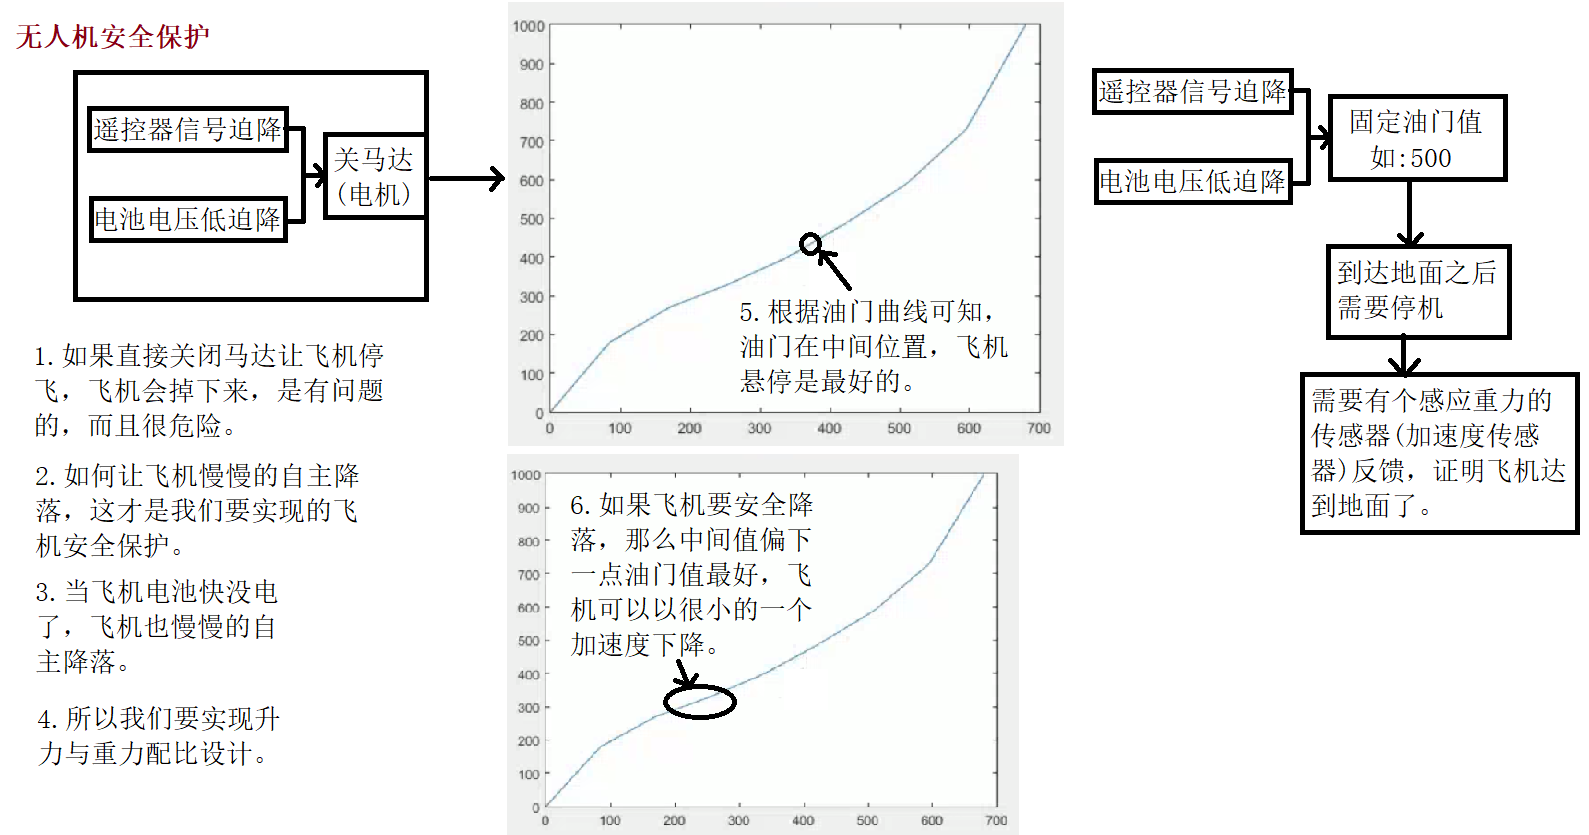 无人机安全保护
遥控器信号迫降
电池电压低迫降
关马达
(电机)
1.如果直接关闭马达让飞机停
飞，飞机会掉下来，是有问题
的，而且很危险。
2.如何让飞机慢慢的自主降
落，这才是我们要实现的飞
机安全保护。
3.当飞机电池快没电
了，飞机也慢慢的自
主降落。
4.所以我们要实现升
力与重力配比设计。
1000
900
800
700
600
500
400
300
200
100
0
0 100 200 300 400 500 600 700
5.根据油门曲线可知，
油门在中间位置，飞机
悬停是最好的。
1000
900
800
700
600
500
400
300
200
100
0
0 100 200 300 400 500 600 700
6.如果飞机要安全降
落，那么中间值偏下
一点油门值最好，飞
机可以以很小的一个
加速度下降。
遥控器信号迫降
电池电压低迫降
固定油门值
如:500
到达地面之后
需要停机
需要有个感应重力的
传感器(加速度传感
器)反馈，证明飞机达
到地面了。